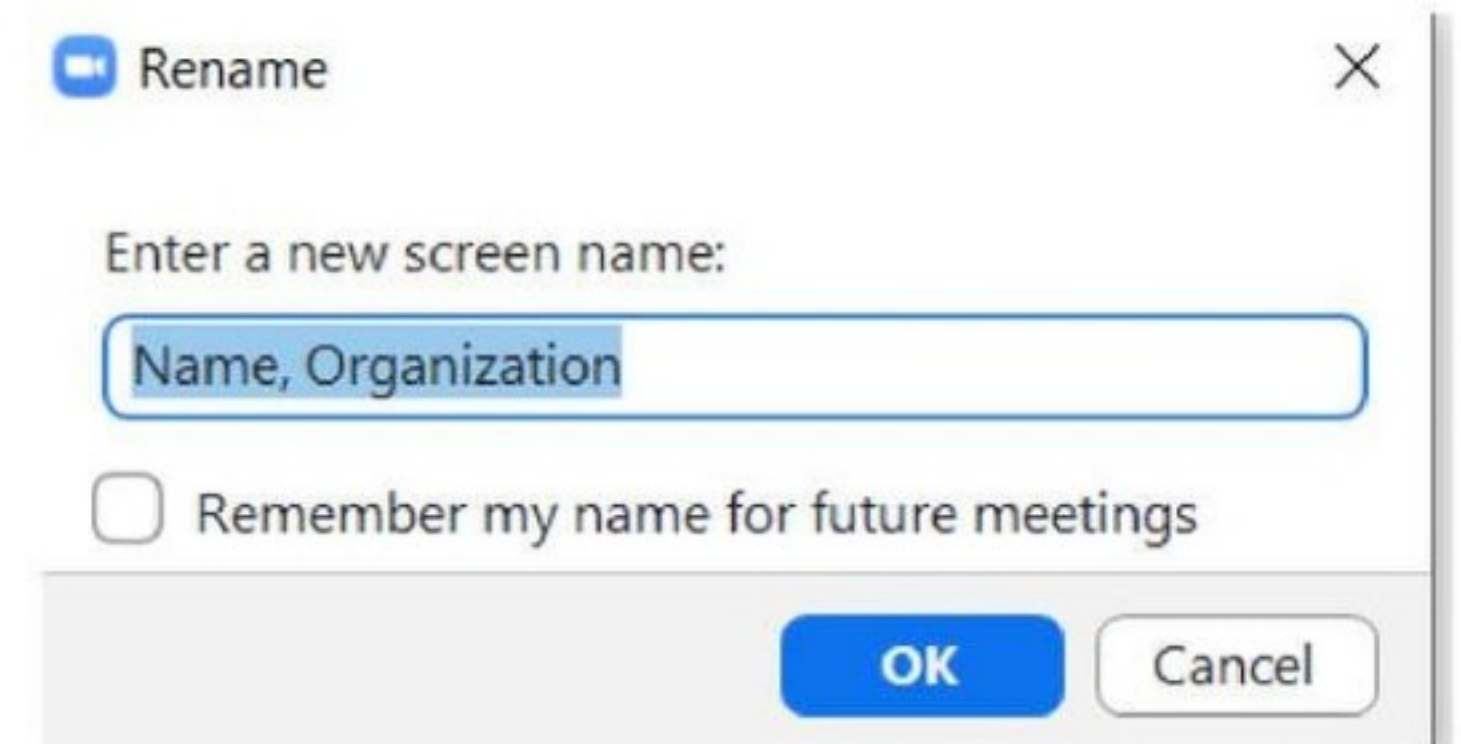 Rename
Enter a new screen name:
Name, Organization
Remember my name for future meetings
OK Cancel